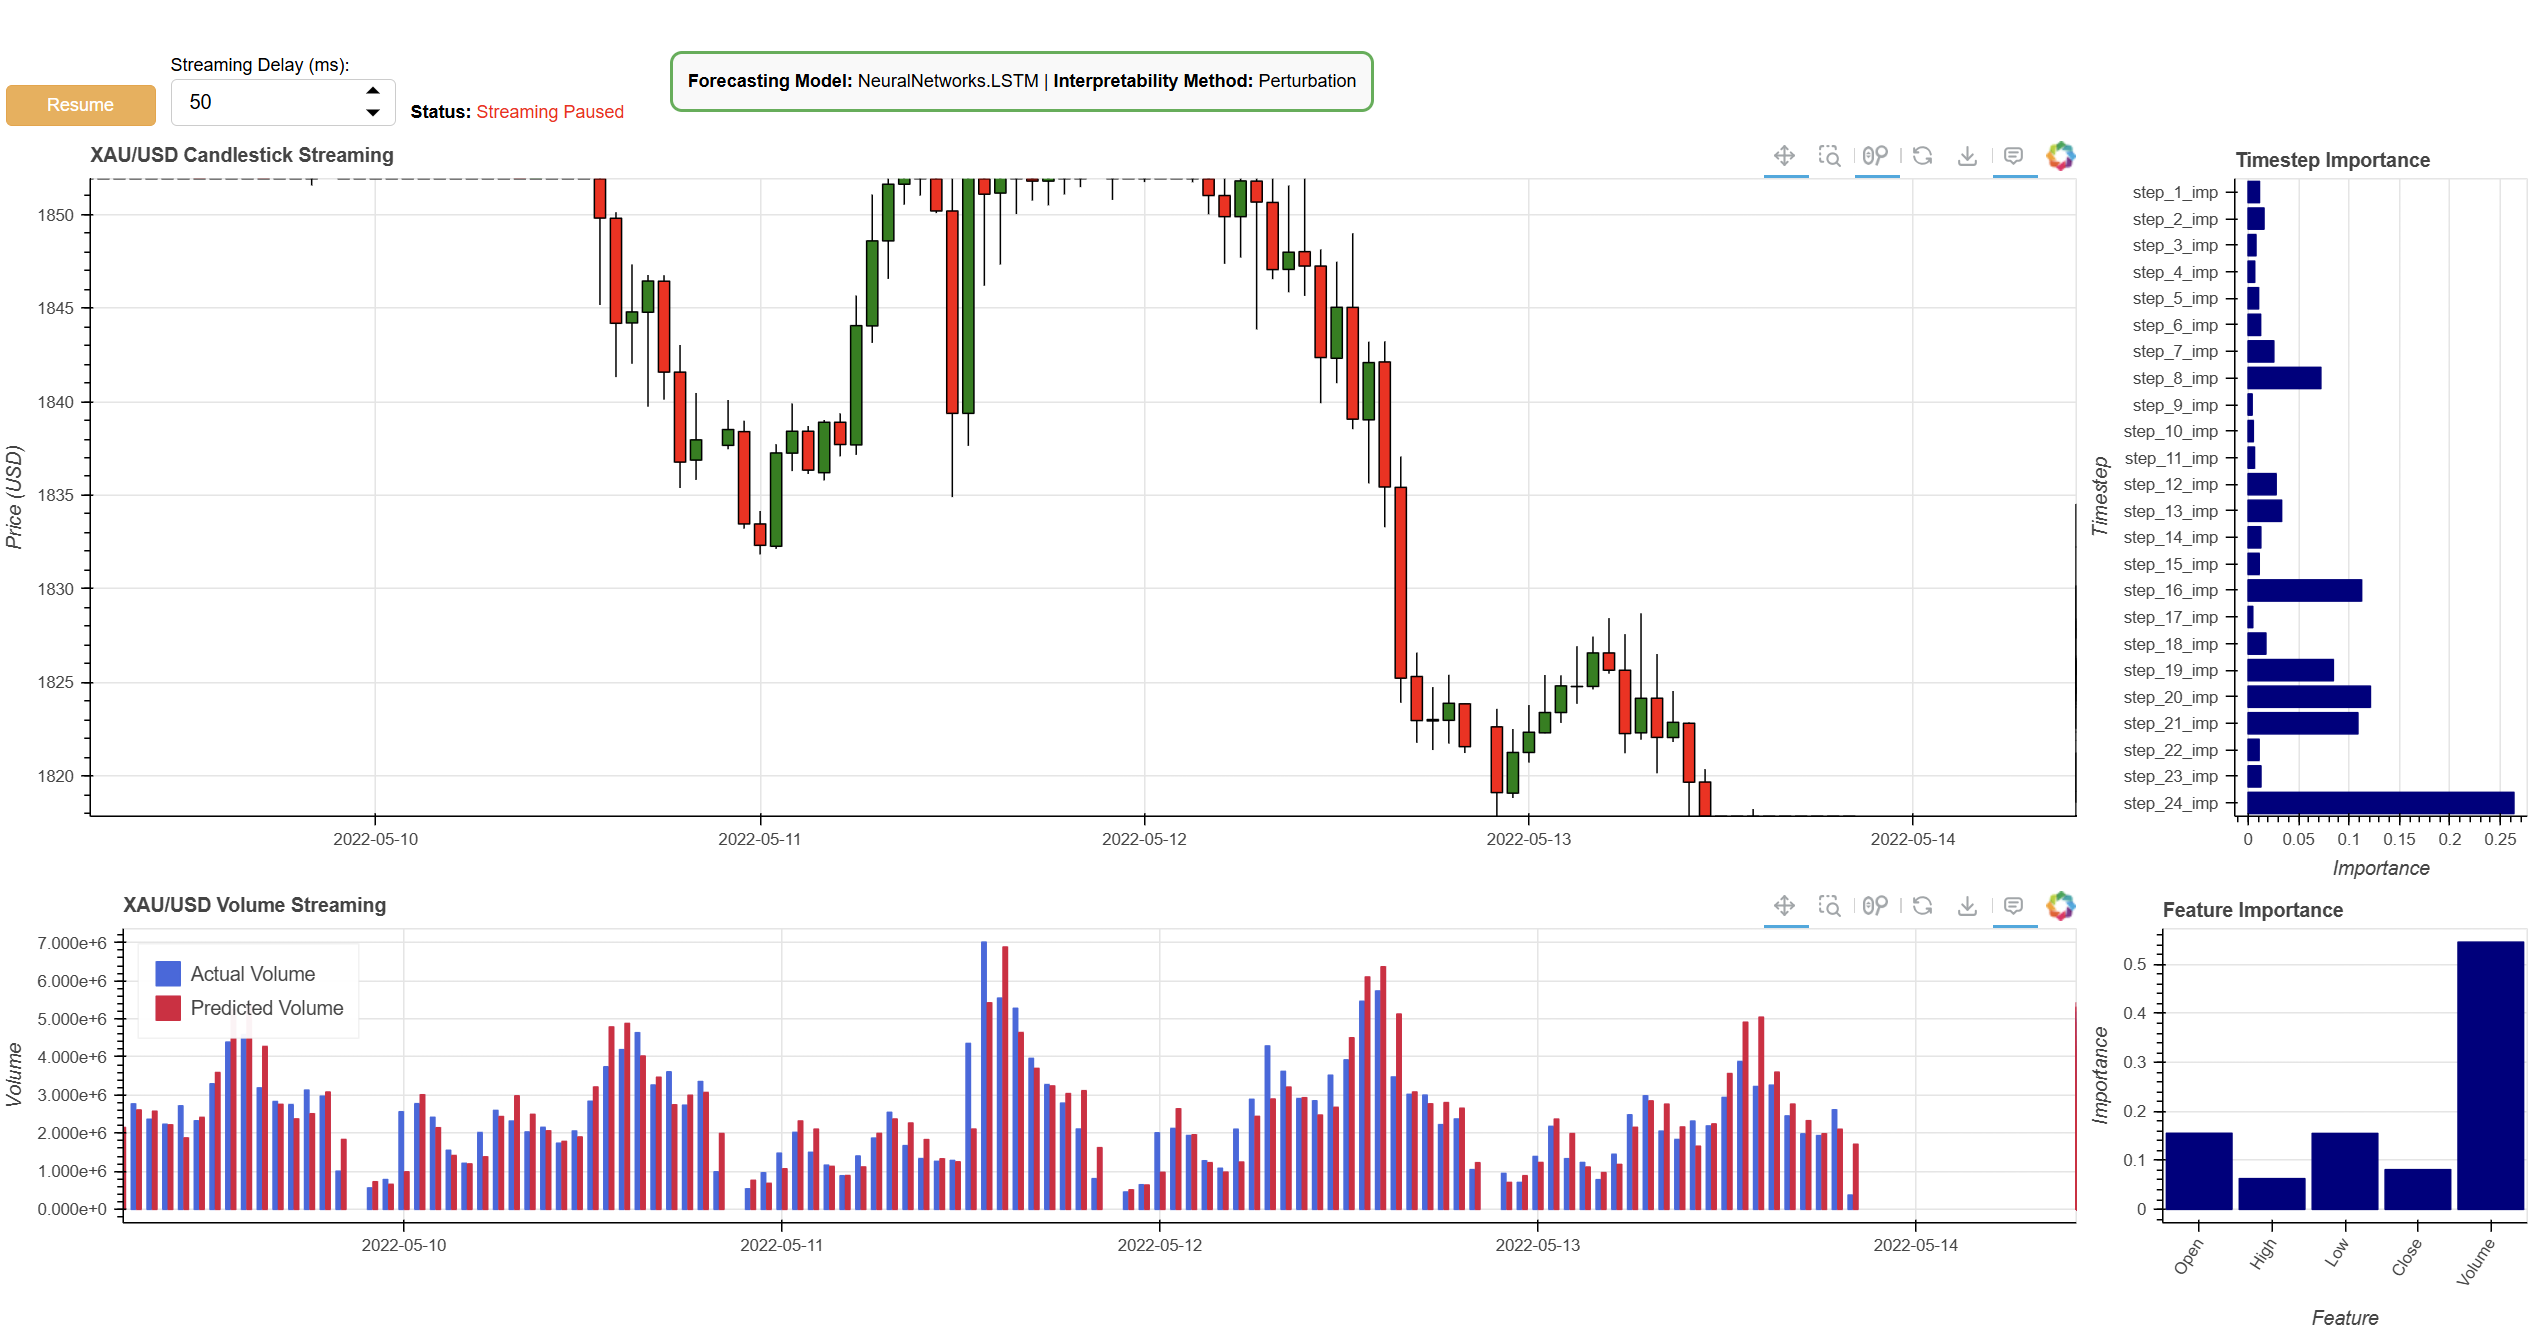 Resume
Streaming Delay (ms):
50
Status: Streaming Paused
Forecasting Model: NeuralNetworks.LSTM | Interpretability Method: Perturbation
XAU/USD Candlestick Streaming
Price (USD)
1850
1845
1840
1835
1830
1825
1820
2022-05-10
2022-05-11
2022-05-12
2022-05-13
2022-05-14
Timestep Importance
Timestep
step_1_imp
step_2_imp
step_3_imp
step_4_imp
step_5_imp
step_6_imp
step_7_imp
step_8_imp
step_9_imp
step_10_imp
step_11_imp
step_12_imp
step_13_imp
step_14_imp
step_15_imp
step_16_imp
step_17_imp
step_18_imp
step_19_imp
step_20_imp
step_21_imp
step_22_imp
step_23_imp
step_24_imp
0
0.05
0.1
0.15
0.2
0.25
Importance
XAU/USD Volume Streaming
Volume
7.000e+6
6.000e+6
5.000e+6
4.000e+6
3.000e+6
2.000e+6
1.000e+6
0.000e+0
Actual Volume
Predicted Volume
2022-05-10
2022-05-11
2022-05-12
2022-05-13
2022-05-14
Feature Importance
Importance
0.5
0.4
0.3
0.2
0.1
0
Open
High
Low
Close
Volume
Feature